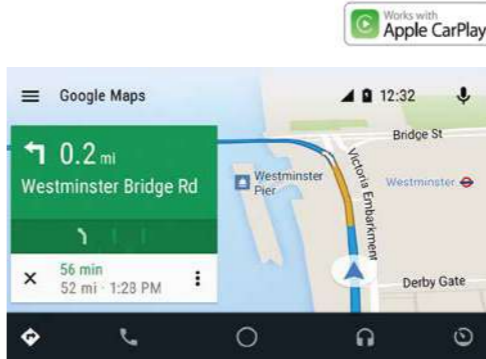 Works with
Apple CarPlay
Google Maps
12:32
0.2 mi
Westminster Bridge Rd
56 min
52 mi · 1:28 PM
Bridge St
Westminster
Pier
Victoria Embankment
Westminster
Derby Gate